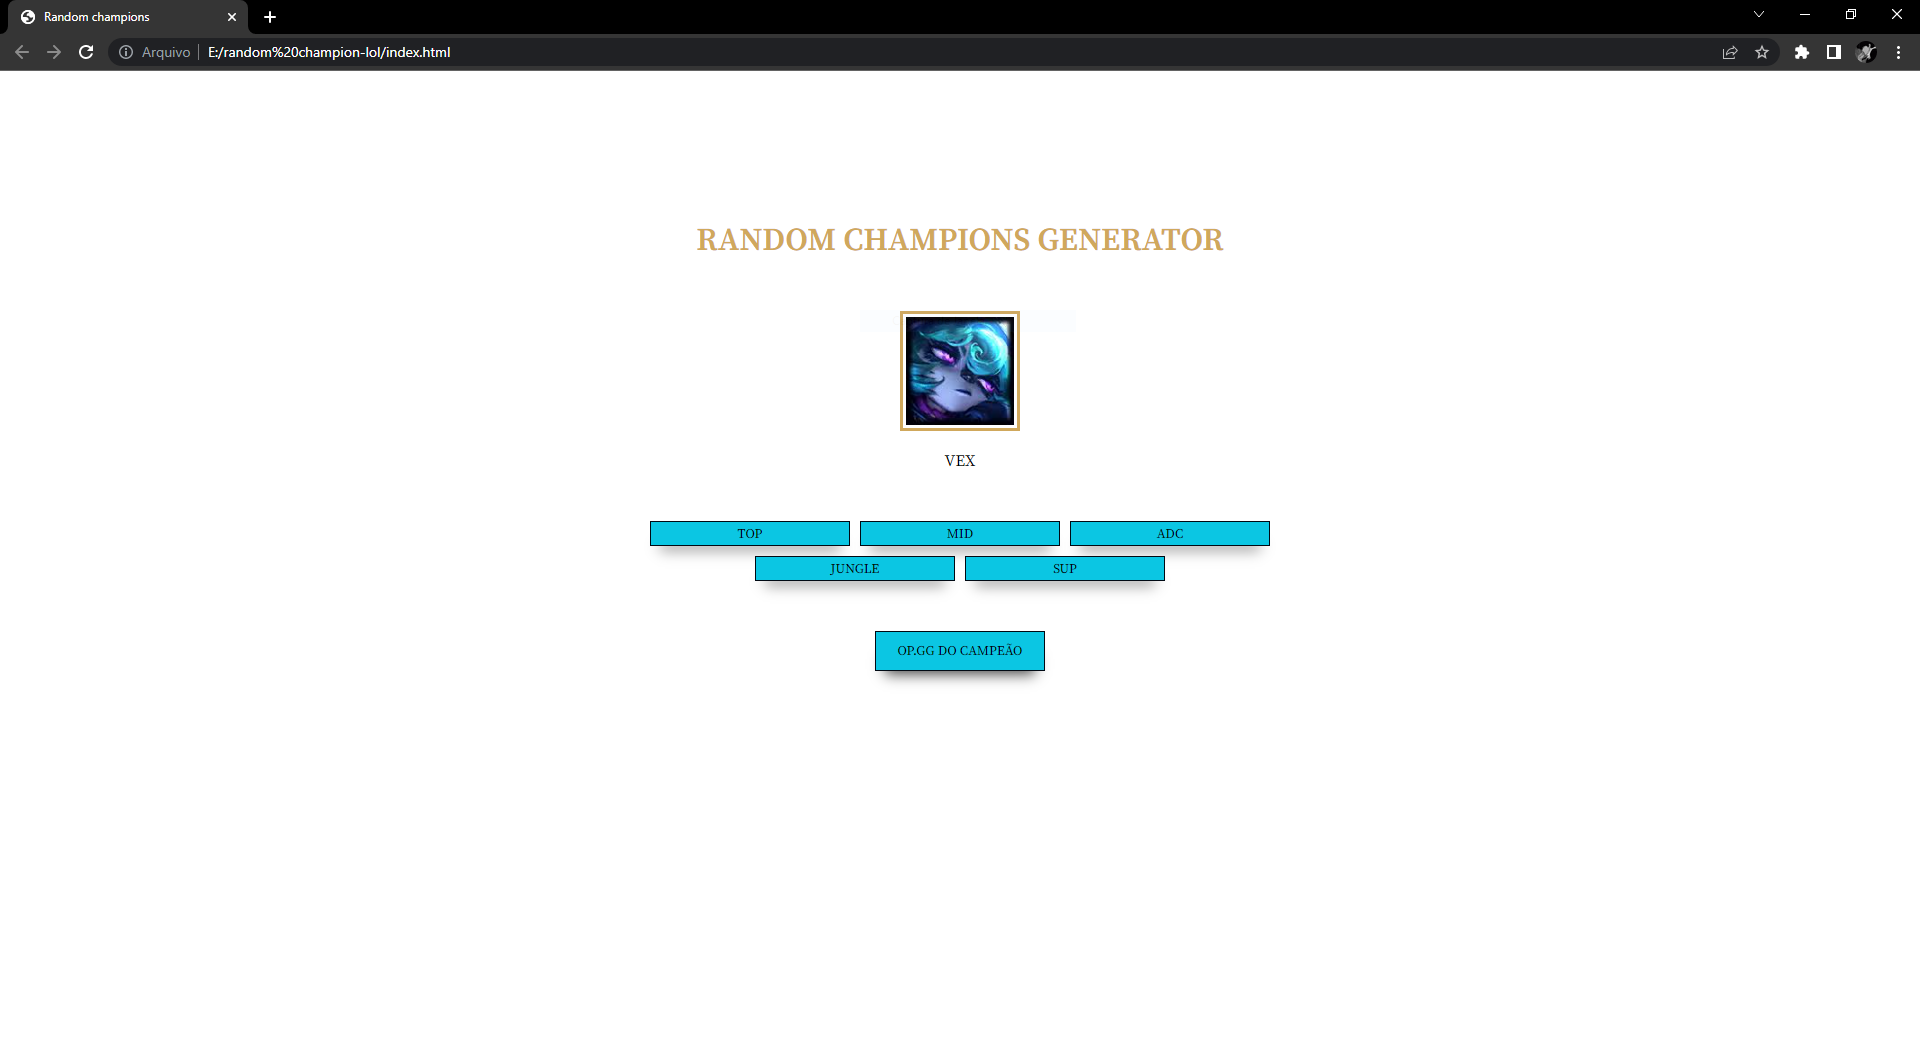 Random champions
Arquivo E:/random%20champion-lol/index.html
RANDOM CHAMPIONS GENERATOR
VEX
TOP MID ADC
JUNGLE SUP
OP.GG DO CAMPEÃO